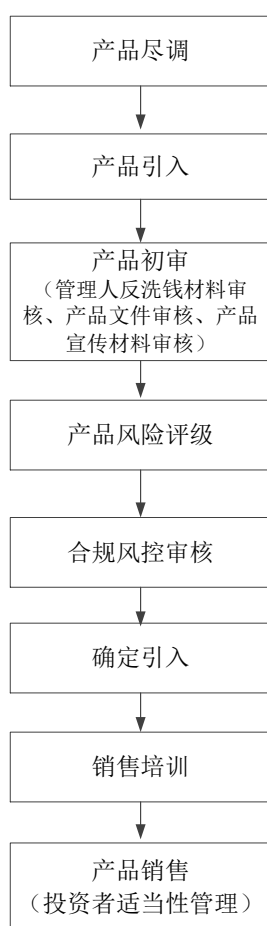 产品尽调
产品引入
产品初审
（管理人反洗钱材料审
核、产品文件审核、产品
宣传材料审核）
产品风险评级
合规风控审核
确定引入
销售培训
产品销售
（投资者适当性管理）